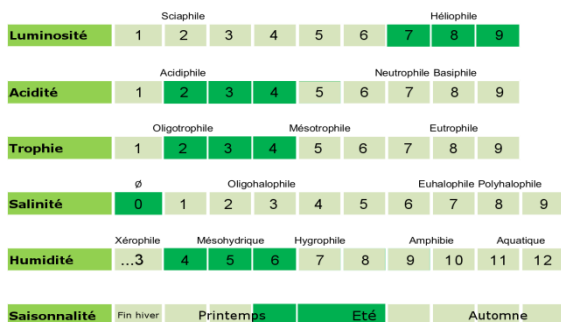 Sciaphile Héliophile
Luminosité 1 2 3 4 5 6 7 8 9
Acidiphile Neutrophile Basiphile
Acidité 1 2 3 4 5 6 7 8 9
Oligotrophile Mésotrophile Eutrophile
Trophie 1 2 3 4 5 6 7 8 9
Ø Oligohalophile Euhalophile Polyhalophile
Salinité 0 1 2 3 4 5 6 7 8 9
Xérophile Mésohydrique Hygrophile Amphibie Aquatique
Humidité ...3 4 5 6 7 8 9 10 11 12
Saisonnalité Fin hiver Printemps Eté Automne